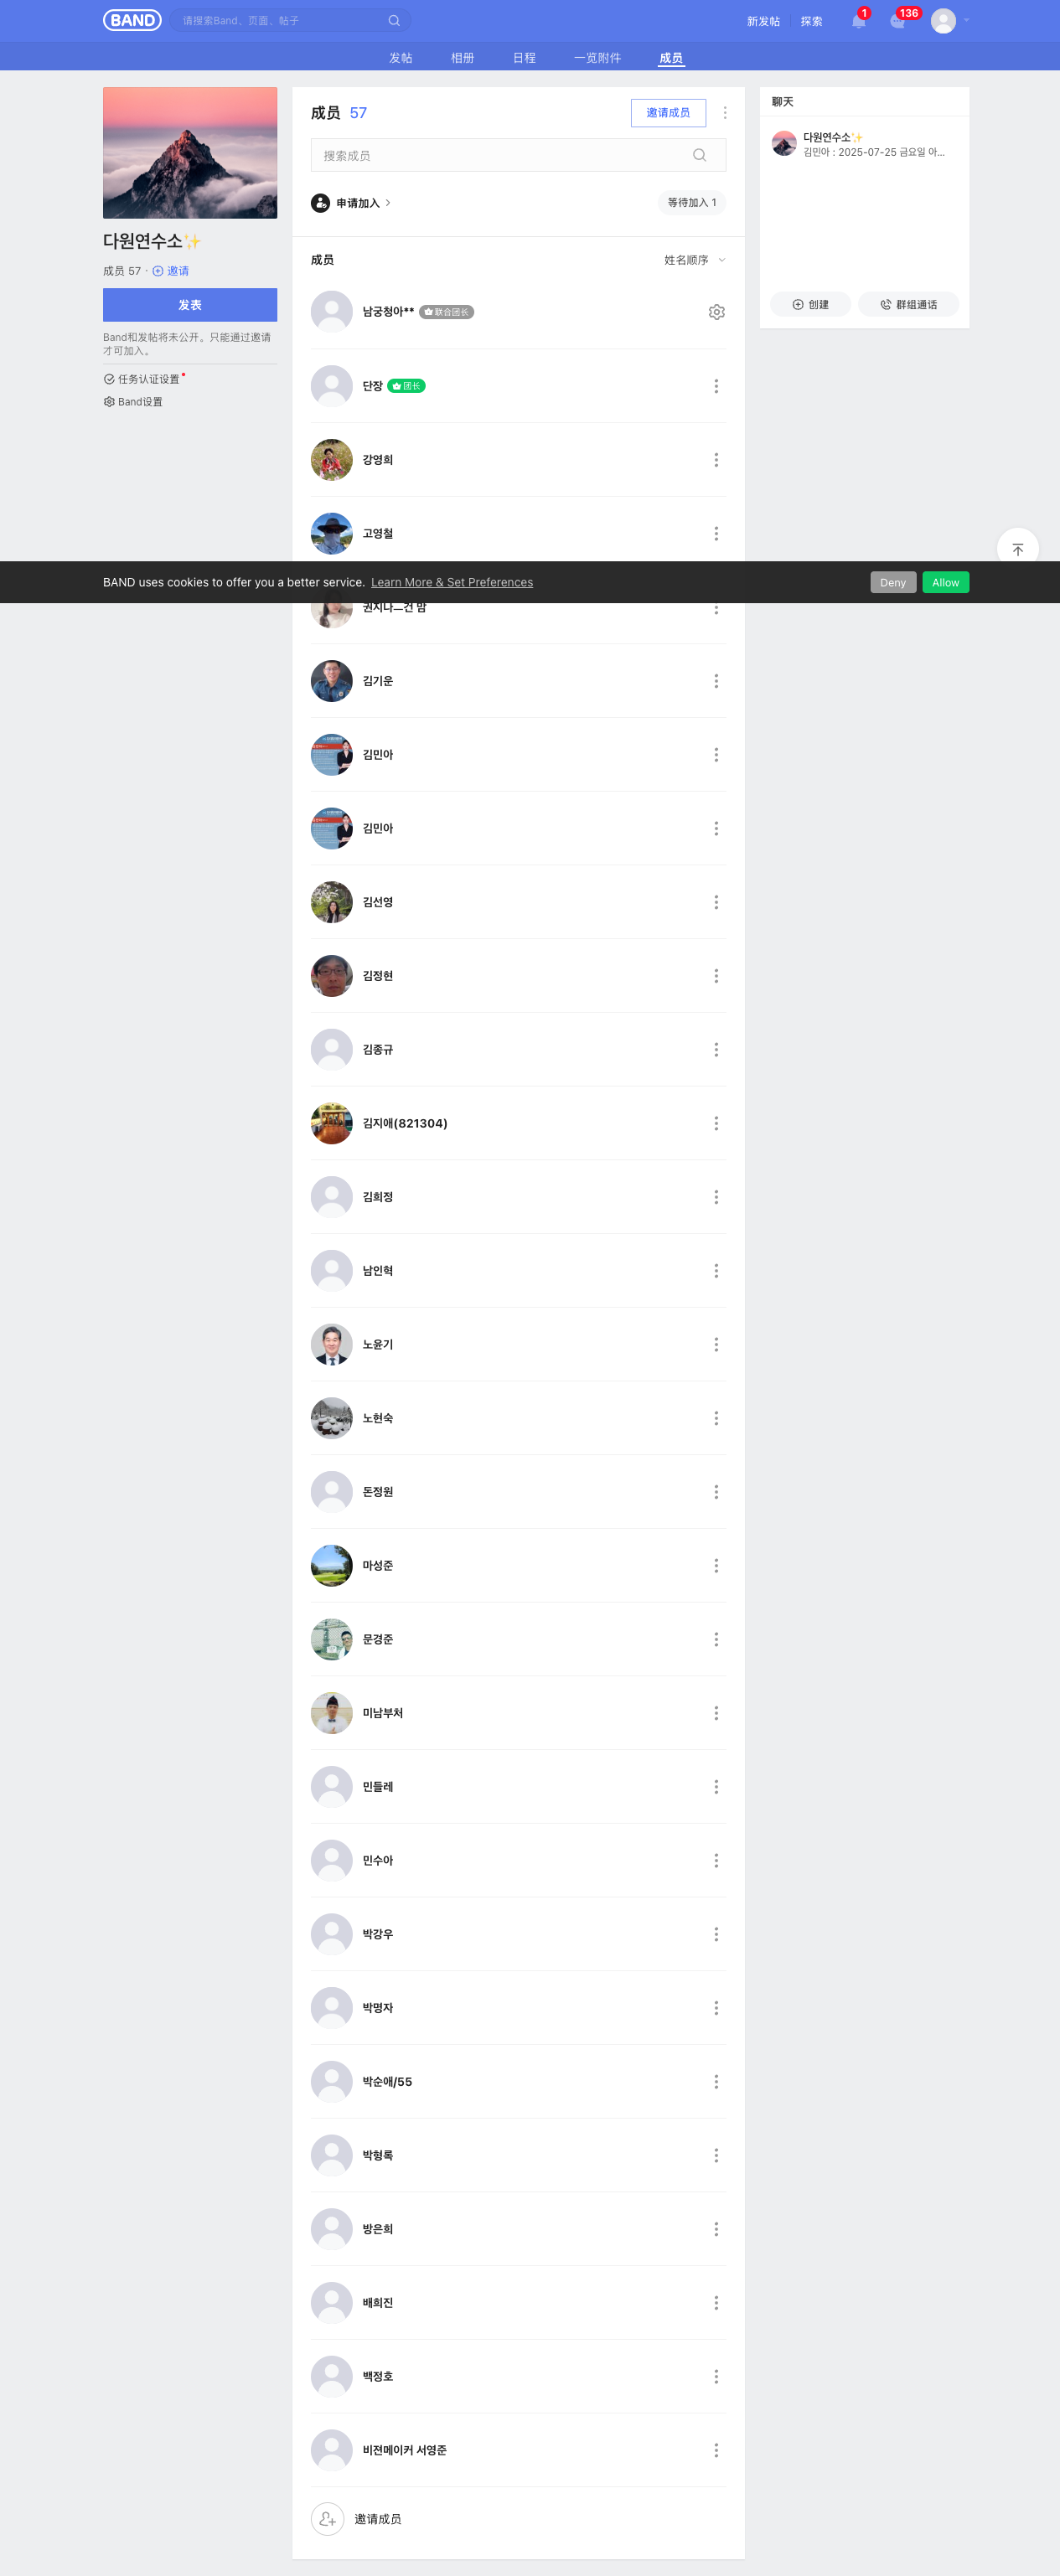 BAND
请搜索Band、页面、帖子
新发帖
探索
1
136
发帖
相册
日程
一览附件
成员
다원연수소✨
成员 57 · 邀请
发表
Band和发帖将未公开。只能通过邀请
才可加入。
任务认证设置
Band设置
成员 57
邀请成员
搜索成员
申请加入
等待加入 1
成员
姓名顺序
남궁청아** 联合团长
단장 团长
강영희
고영철
BAND uses cookies to offer you a better service. Learn More & Set Preferences
Deny
Allow
권지나ㅡ건 맘
김기운
김민아
김민아
김선영
김정현
김종규
김지애(821304)
김희정
남인혁
노윤기
노현숙
돈정원
마성준
문경준
미남부처
민들레
민수아
박강우
박명자
박순애/55
박형록
방은희
배희진
백정호
비젼메이커 서영준
邀请成员
聊天
다원연수소✨
김민아 : 2025-07-25 금요일 아...
创建
群组通话